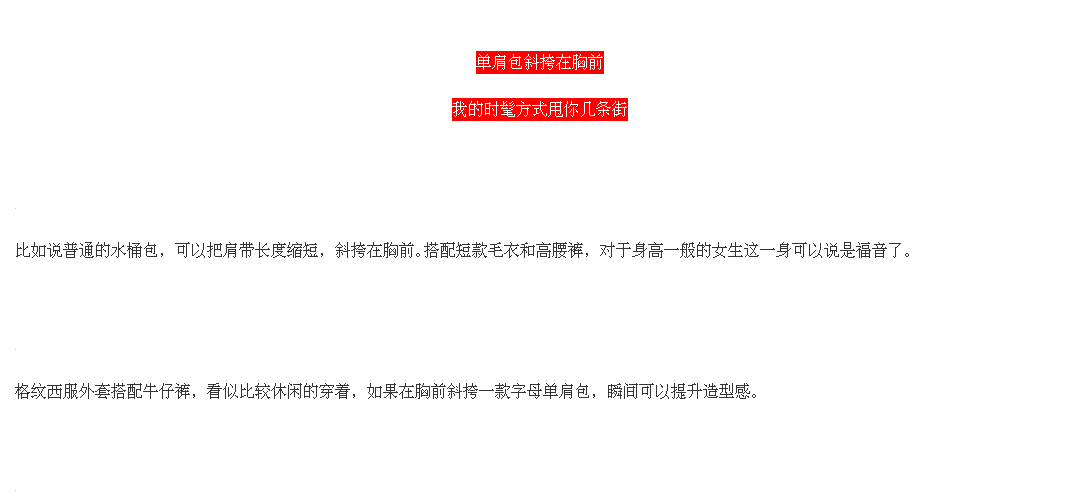 单肩包斜挎在胸前
我的时髦方式甩你几条街
比如说普通的水桶包，可以把肩带长度缩短，斜挎在胸前。搭配短款毛衣和高腰裤，对于身高一般的女生这一身可以说是福音了。
格纹西服外套搭配牛仔裤，看似比较休闲的穿着，如果在胸前斜挎一款字母单肩包，瞬间可以提升造型感。